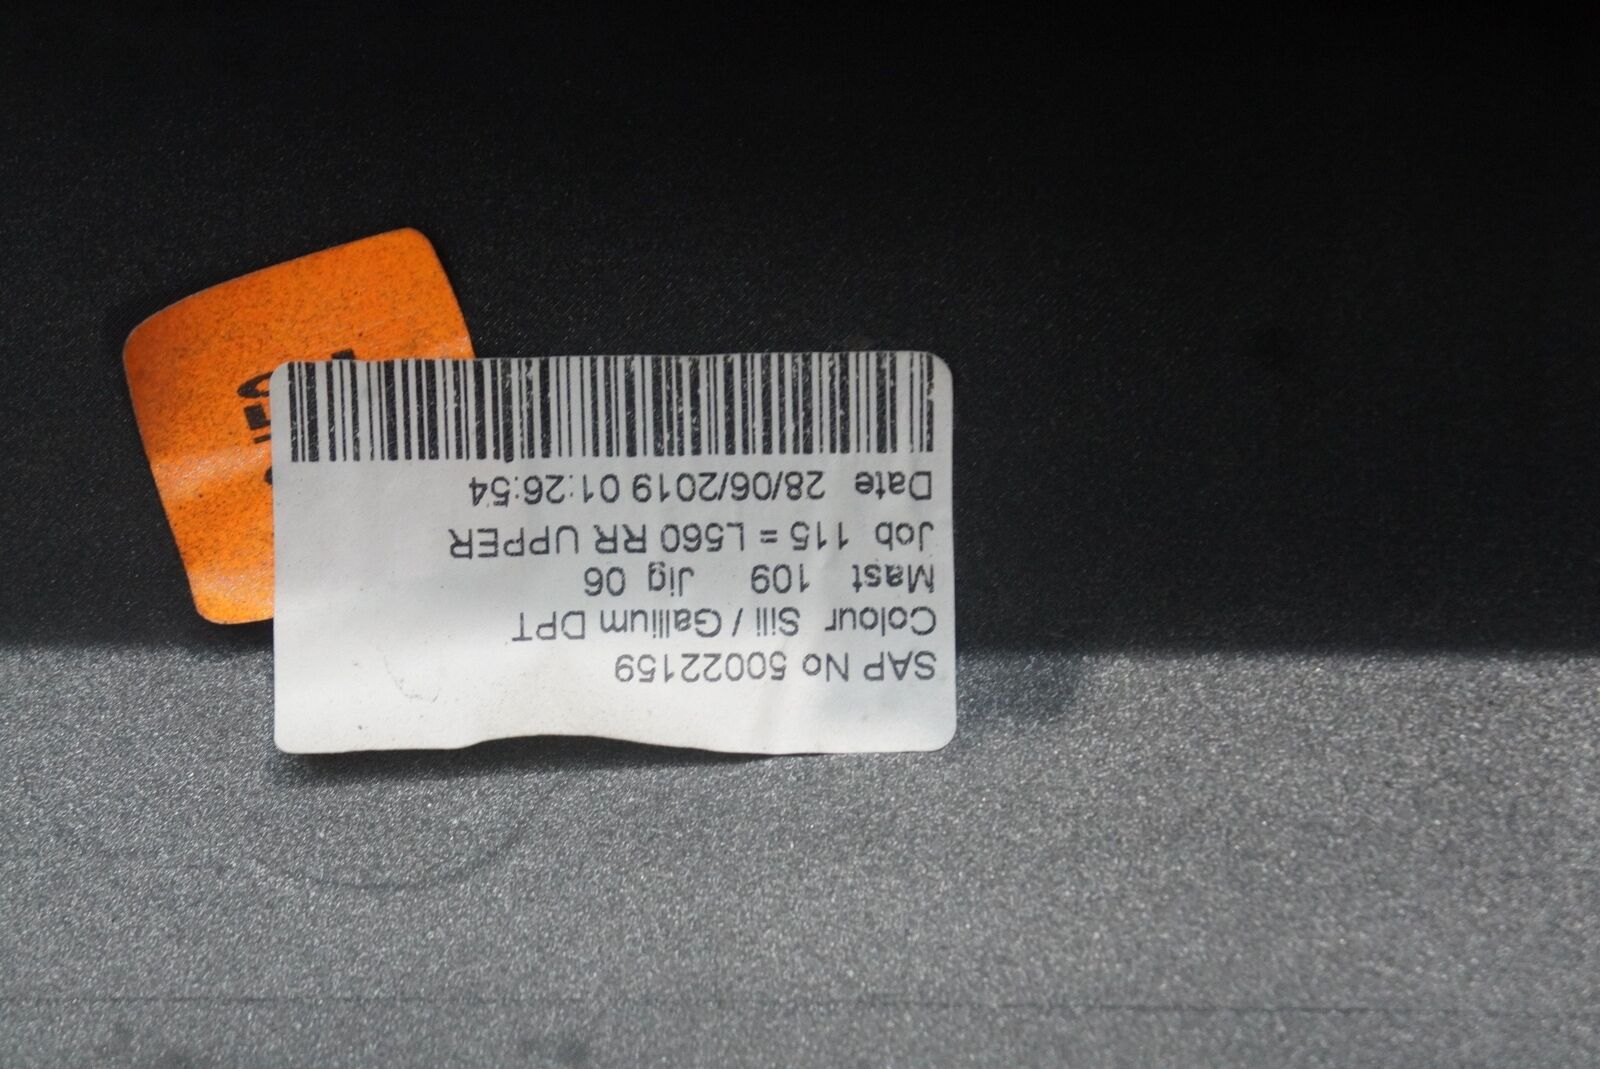 SAP No 50022159
Colour Sili / Gallium DPT
Mast 109 Jig 06
Job 115 = L560 RR UPPER
Date 28/06/2019 01:26:54